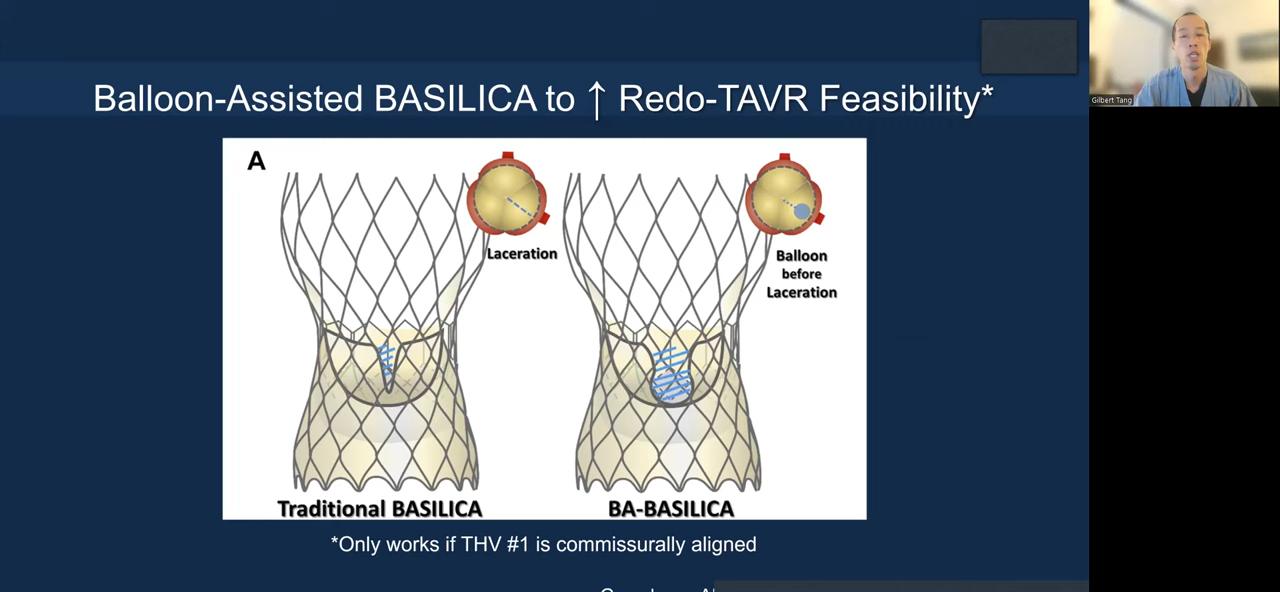 Balloon-Assisted BASILICA to ↑ Redo-TAVR Feasibility*
Gilbert Tang
A
Laceration
Balloon
before
Laceration
Traditional BASILICA
BA-BASILICA
*Only works if THV #1 is commissurally aligned